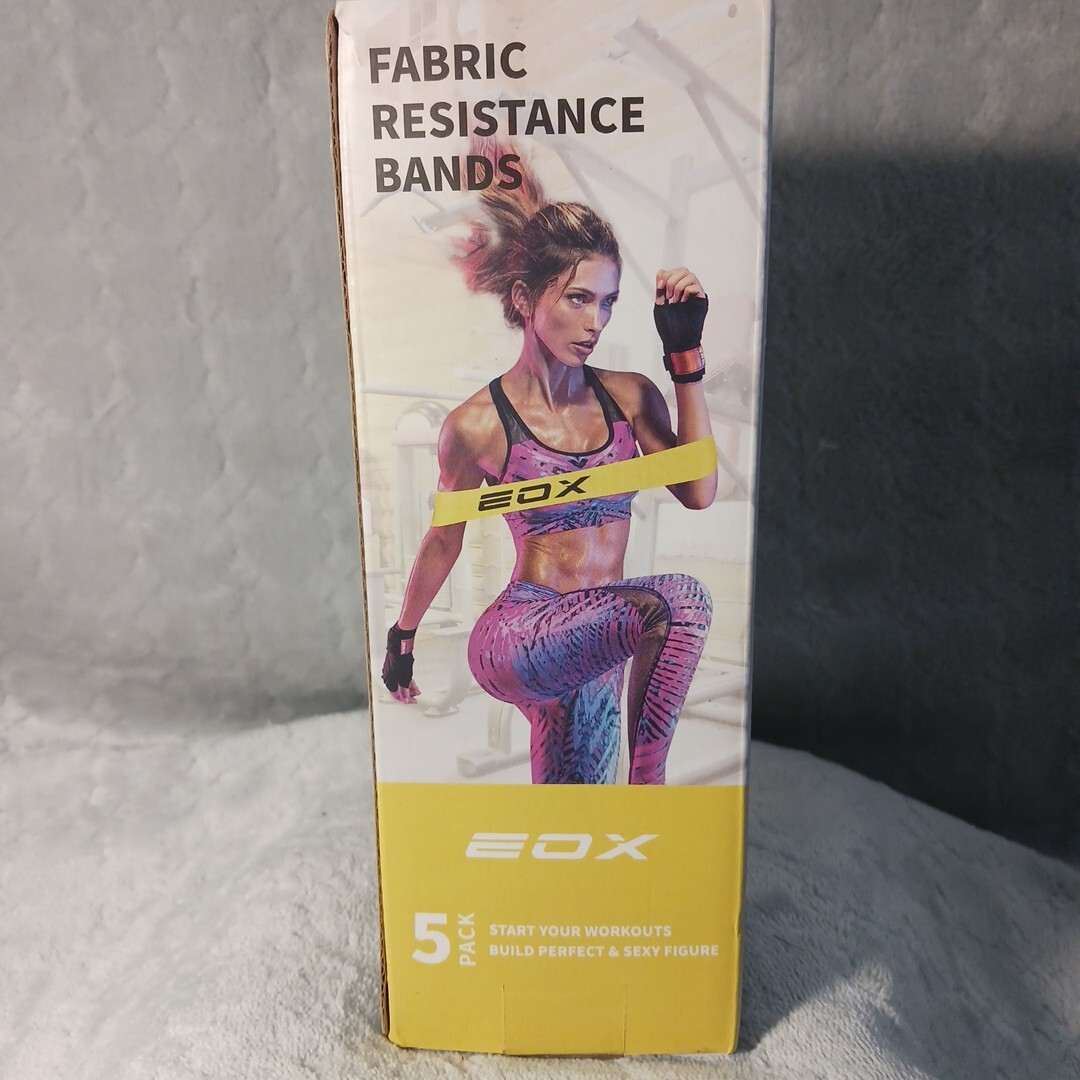 FABRIC
RESISTANCE
BANDS
EOX
EOX
5 PACK
START YOUR WORKOUTS
BUILD PERFECT & SEXY FIGURE